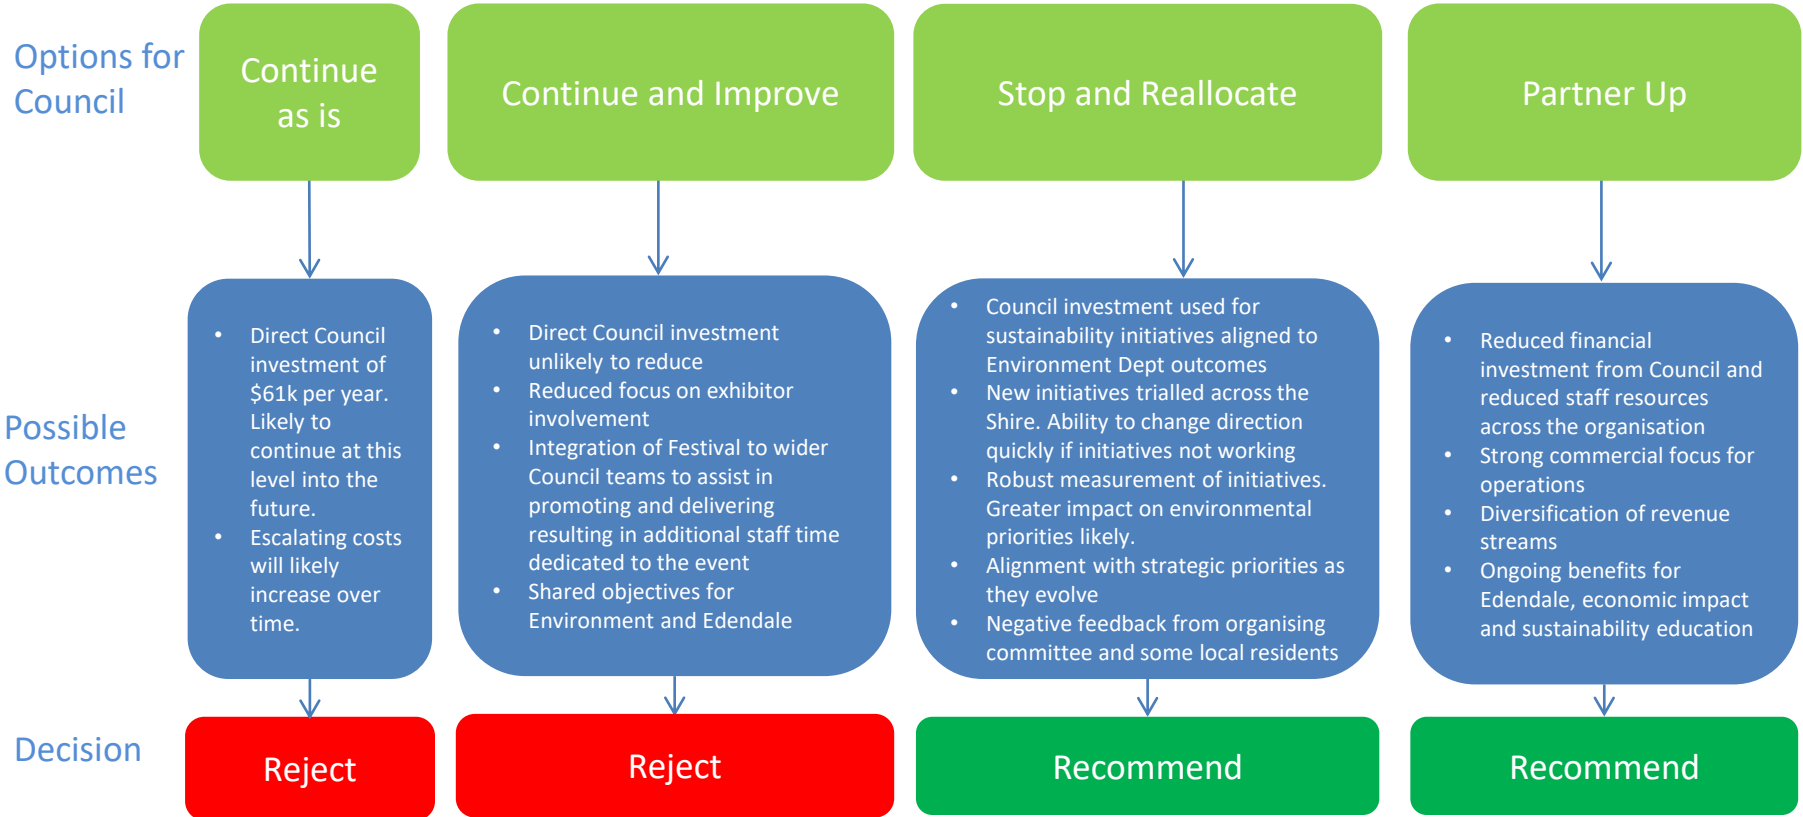 Options for
Council
Continue
as is
Continue and Improve
Stop and Reallocate
Partner Up
Possible
Outcomes
• Direct Council
investment of
$61k per year.
Likely to
continue at this
level into the
future.
• Escalating costs
will likely
increase over
time.
• Direct Council investment
unlikely to reduce
• Reduced focus on exhibitor
involvement
• Integration of Festival to wider
Council teams to assist in
promoting and delivering
resulting in additional staff time
dedicated to the event
• Shared objectives for
Environment and Edendale
• Council investment used for
sustainability initiatives aligned to
Environment Dept outcomes
• New initiatives trialled across the
Shire. Ability to change direction
quickly if initiatives not working
• Robust measurement of initiatives.
Greater impact on environmental
priorities likely.
• Alignment with strategic priorities as
they evolve
• Negative feedback from organising
committee and some local residents
• Reduced financial
investment from Council and
reduced staff resources
across the organisation
• Strong commercial focus for
operations
• Diversification of revenue
streams
• Ongoing benefits for
Edendale, economic impact
and sustainability education
Decision
Reject
Reject
Recommend
Recommend